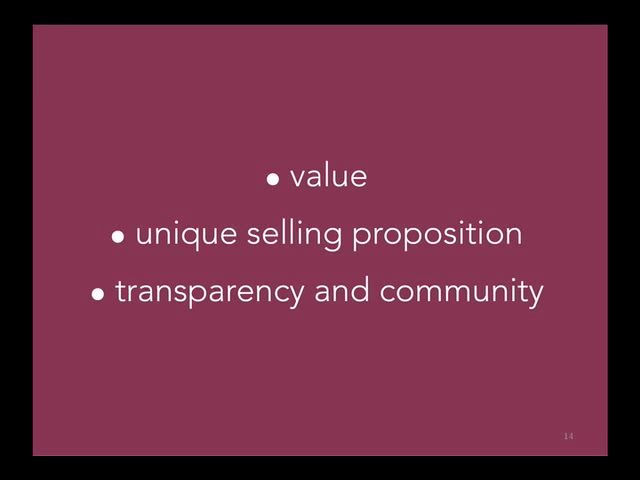 • value
• unique selling proposition
• transparency and community
14